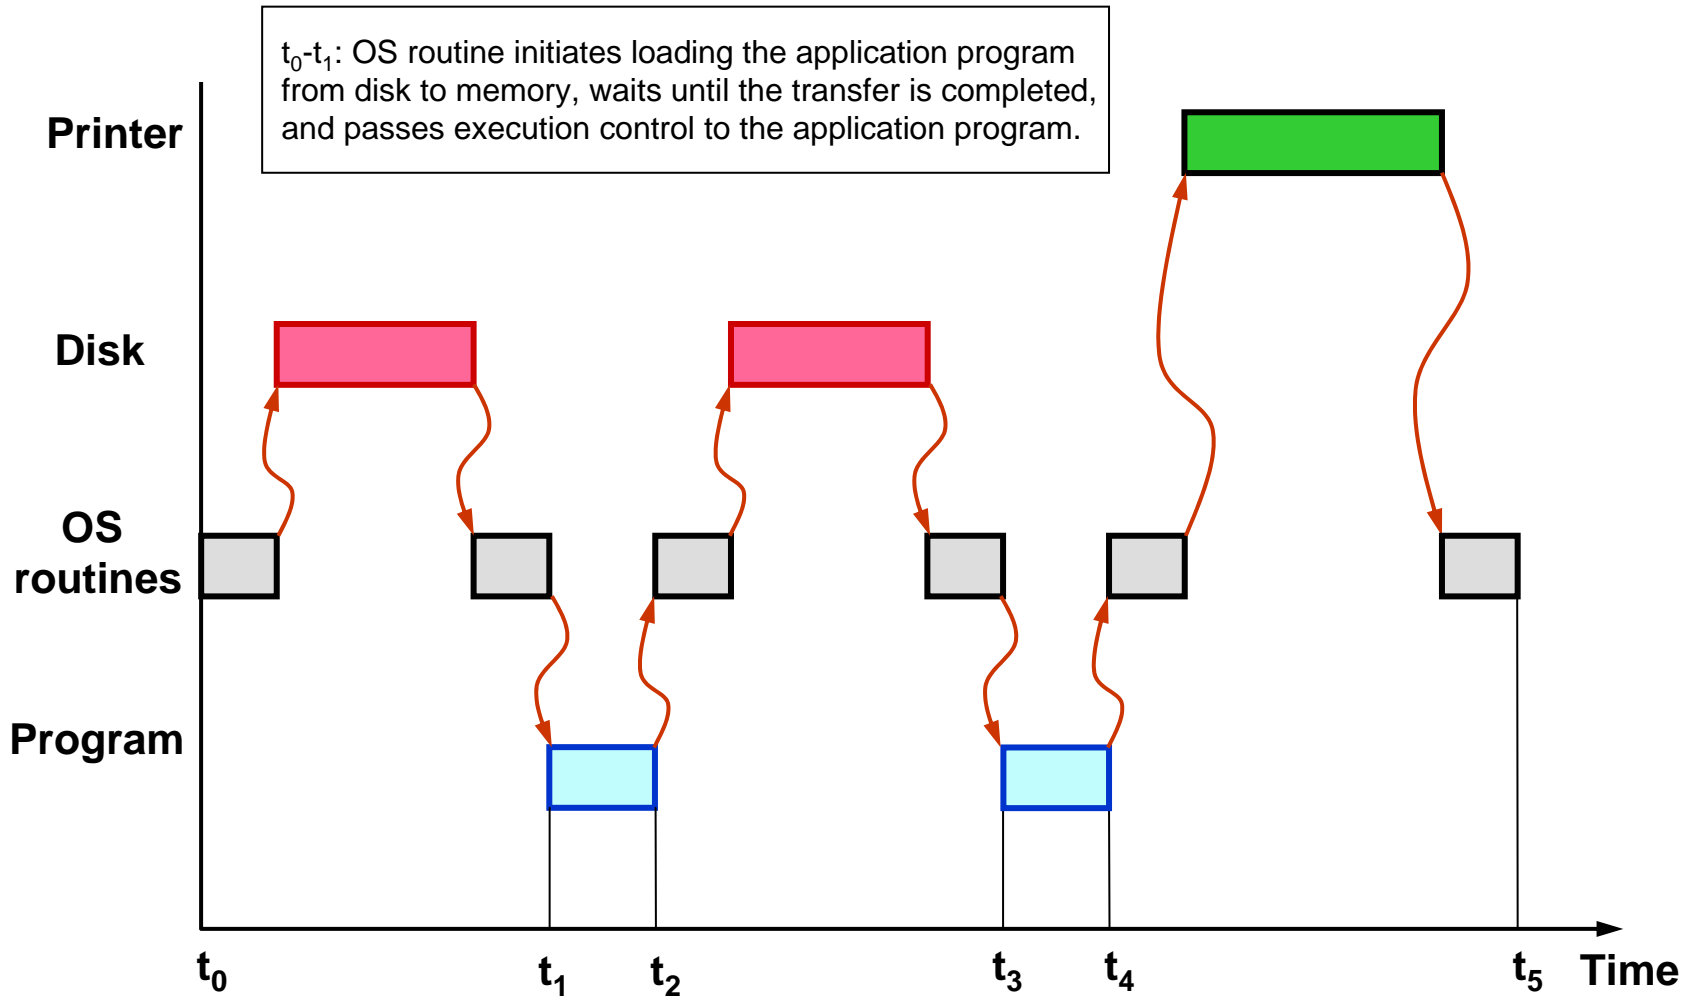 t0-t1: OS routine initiates loading the application program
from disk to memory, waits until the transfer is completed,
and passes execution control to the application program.
Printer
Disk
OS
routines
Program
t0
t1
t2
t3
t4
t5
Time